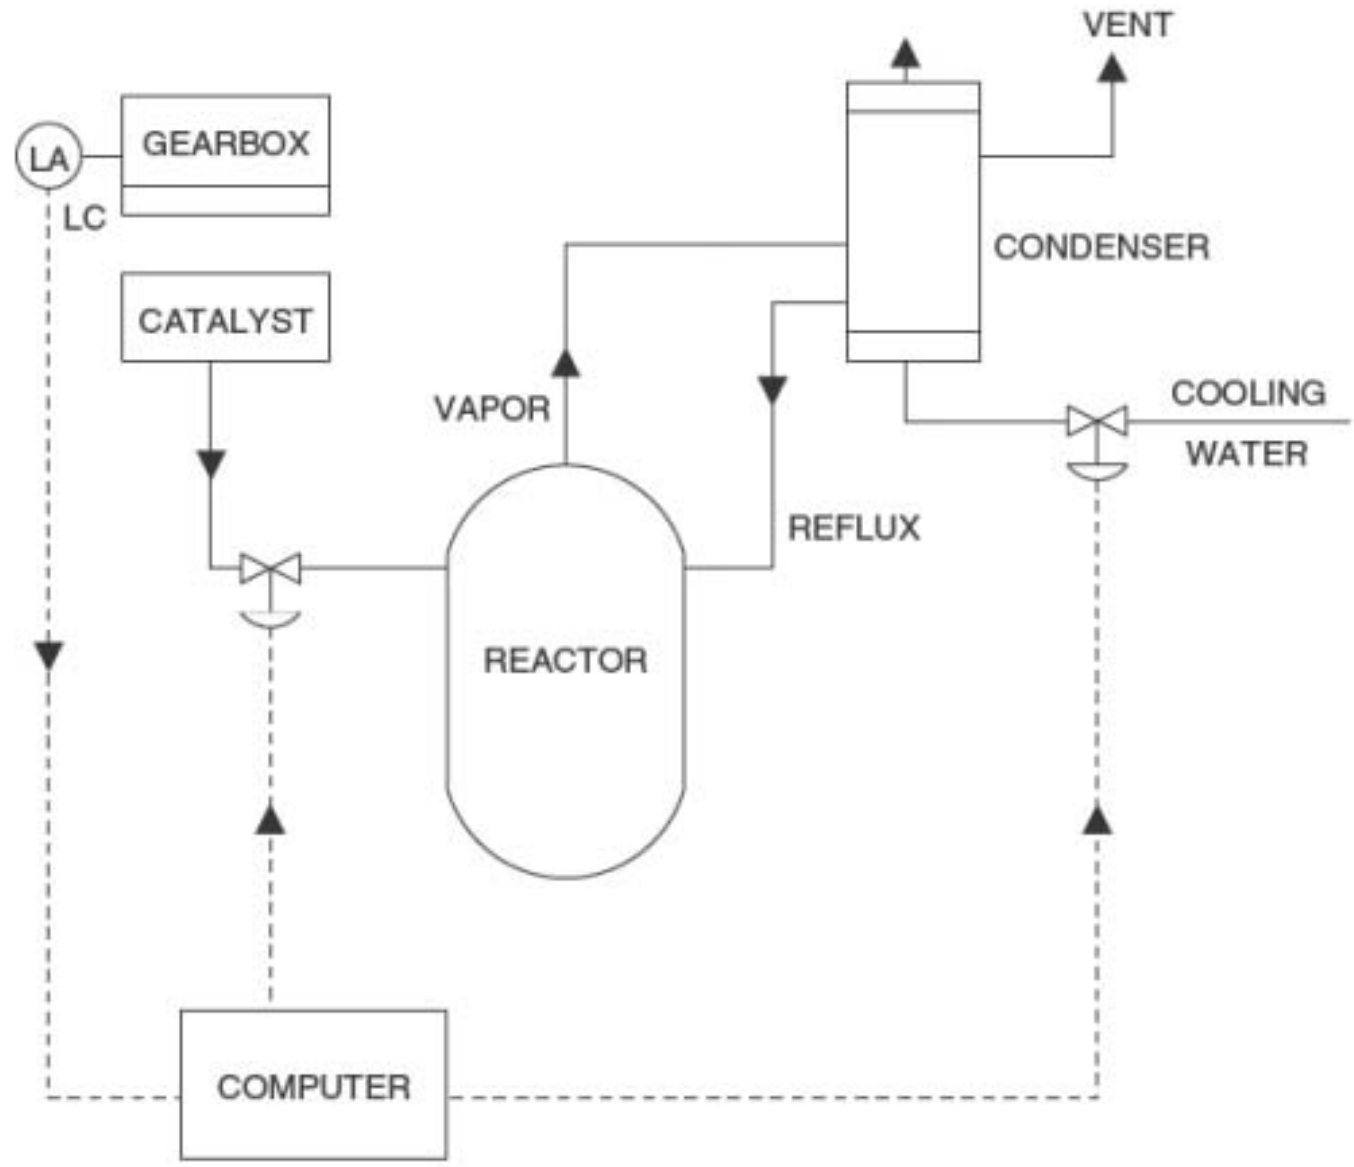 VENT
GEARBOX
LA
LC
CONDENSER
CATALYST
COOLING
WATER
VAPOR
REFLUX
REACTOR
COMPUTER